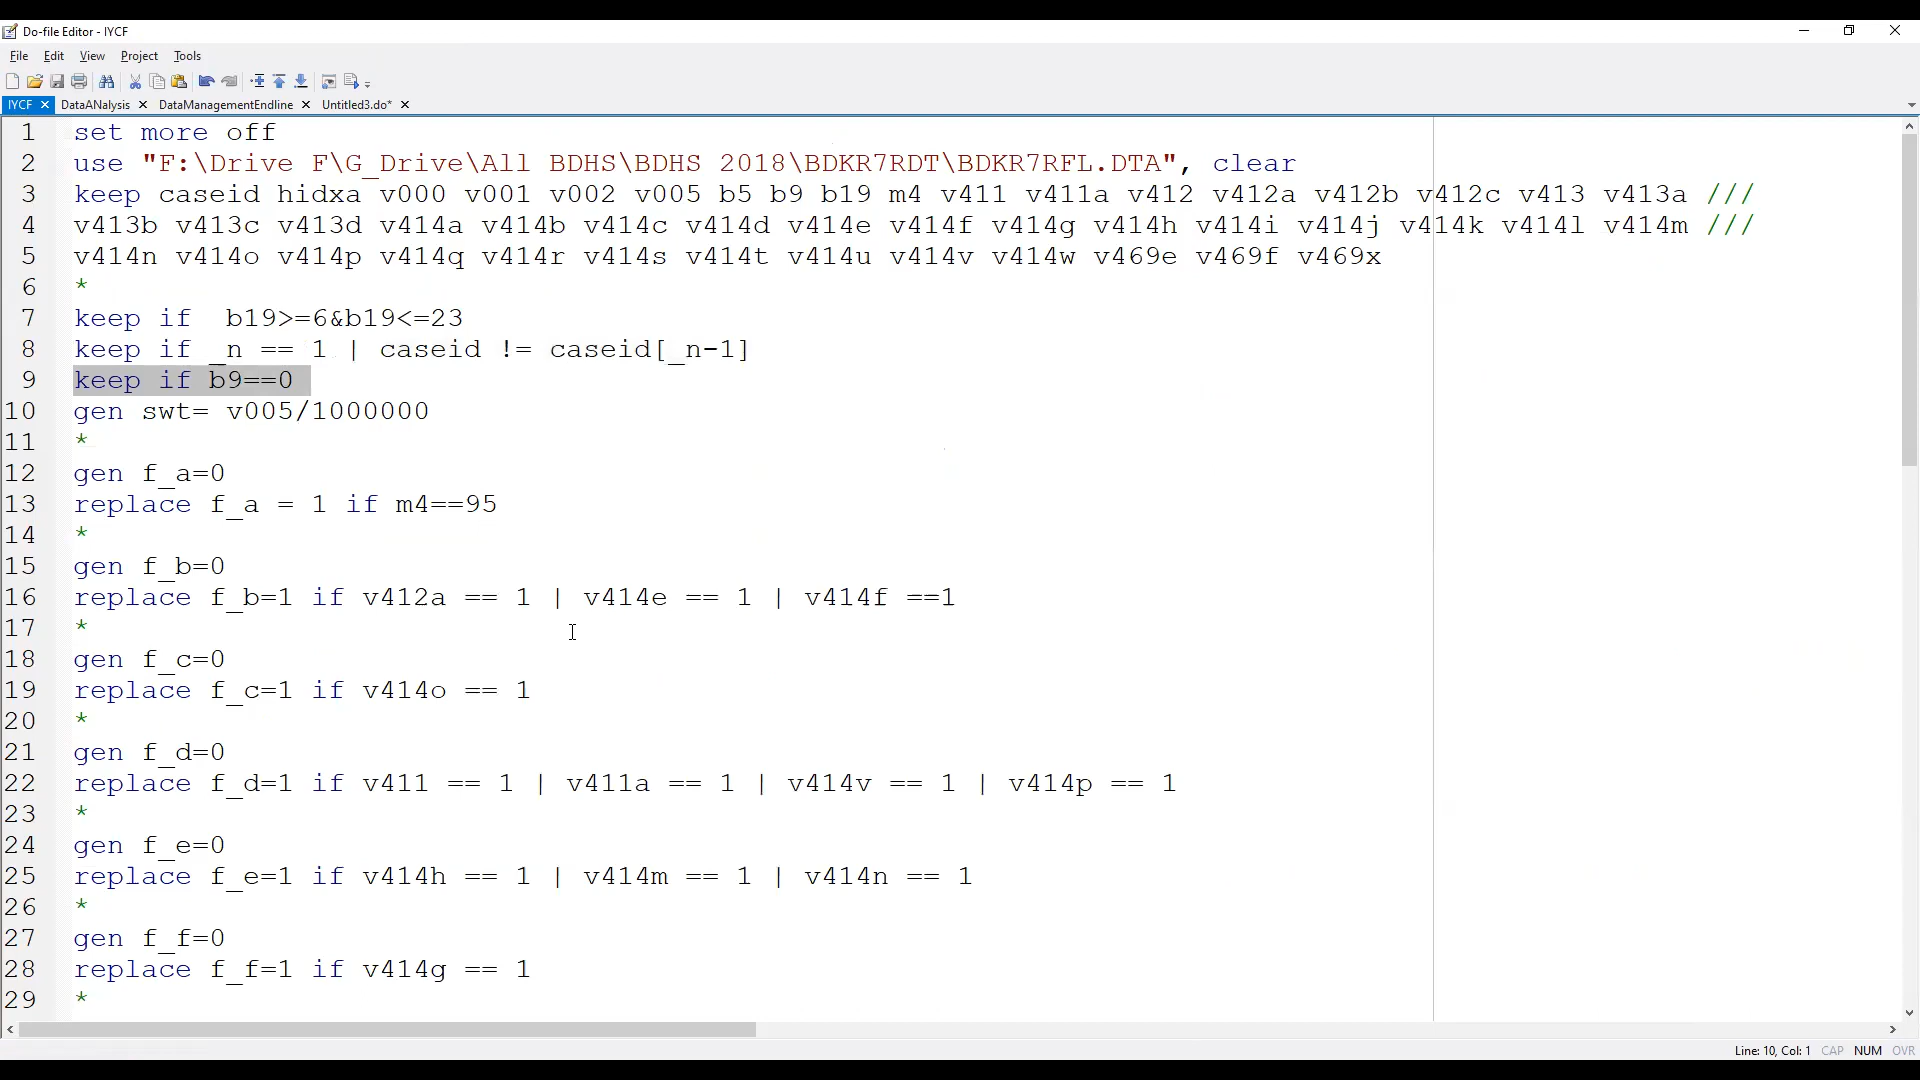 Do-file Editor - IYCF
File Edit View Project Tools
IYCF DataANalysis DataManagementEndline Untitled3.do*
1 set more off
2 use "F:\Drive F\G_Drive\All BDHS\BDHS 2018\BDKR7RDT\BDKR7RFL.DTA", clear
3 keep caseid hidxa v000 v001 v002 v005 b5 b9 b19 m4 v411 v411a v412 v412a v412b v412c v413 v413a ///
4 v413b v413c v413d v414a v414b v414c v414d v414e v414f v414g v414h v414i v414j v414k v414l v414m ///
5 v414n v414o v414p v414q v414r v414s v414t v414u v414v v414w v469e v469f v469x
6 *
7 keep if  b19>=6&b19<=23
8 keep if _n == 1 | caseid != caseid[_n-1]
9 keep if b9==0
10 gen swt= v005/1000000
11 *
12 gen f_a=0
13 replace f_a = 1 if m4==95
14 *
15 gen f_b=0
16 replace f_b=1 if v412a == 1 | v414e == 1 | v414f ==1
17 *
18 gen f_c=0
19 replace f_c=1 if v414o == 1
20 *
21 gen f_d=0
22 replace f_d=1 if v411 == 1 | v411a == 1 | v414v == 1 | v414p == 1
23 *
24 gen f_e=0
25 replace f_e=1 if v414h == 1 | v414m == 1 | v414n == 1
26 *
27 gen f_f=0
28 replace f_f=1 if v414g == 1
29 *
Line: 10, Col: 1 CAP NUM OVR